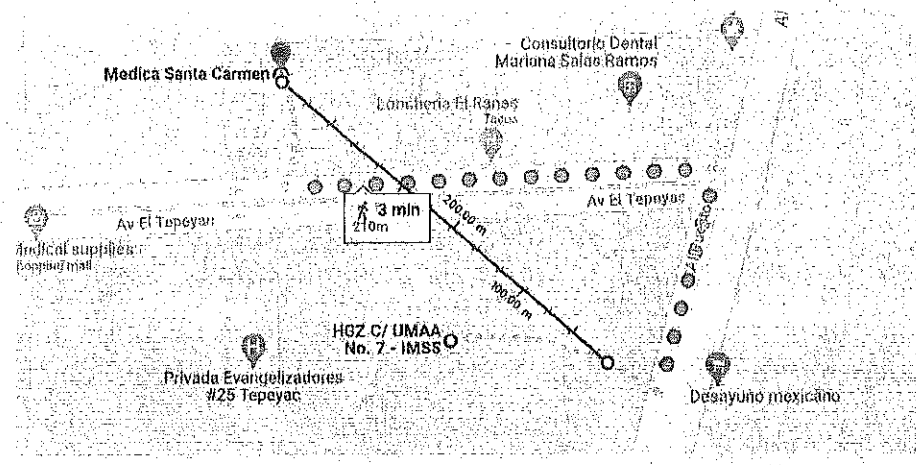 Consultorio Dental
Mariana Salas Ramos
Medica Santa Carmen
Loncheria El Ranas
Tacos
Av El Tepeyac
3 min
210m
200.00 m
Av El Tepeyac
supplies
100.00 m
HGZ C/ UMAA
No. 7 - IMSS
Privada Evangelizadores
#25 Tepeyac
Desayuno mexicano